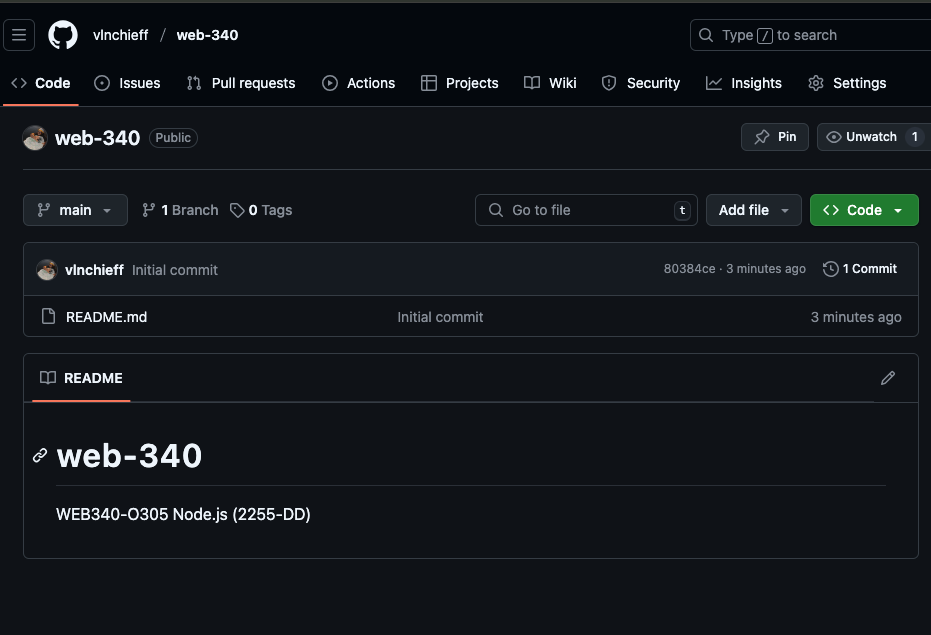 vlnchieff / web-340
Type / to search
Code Issues Pull requests Actions Projects Wiki Security Insights Settings
web-340 Public Pin Unwatch 1
main 1 Branch 0 Tags Go to file t Add file Code
vlnchieff Initial commit 80384ce · 3 minutes ago 1 Commit
README.md Initial commit 3 minutes ago
README
web-340
WEB340-O305 Node.js (2255-DD)